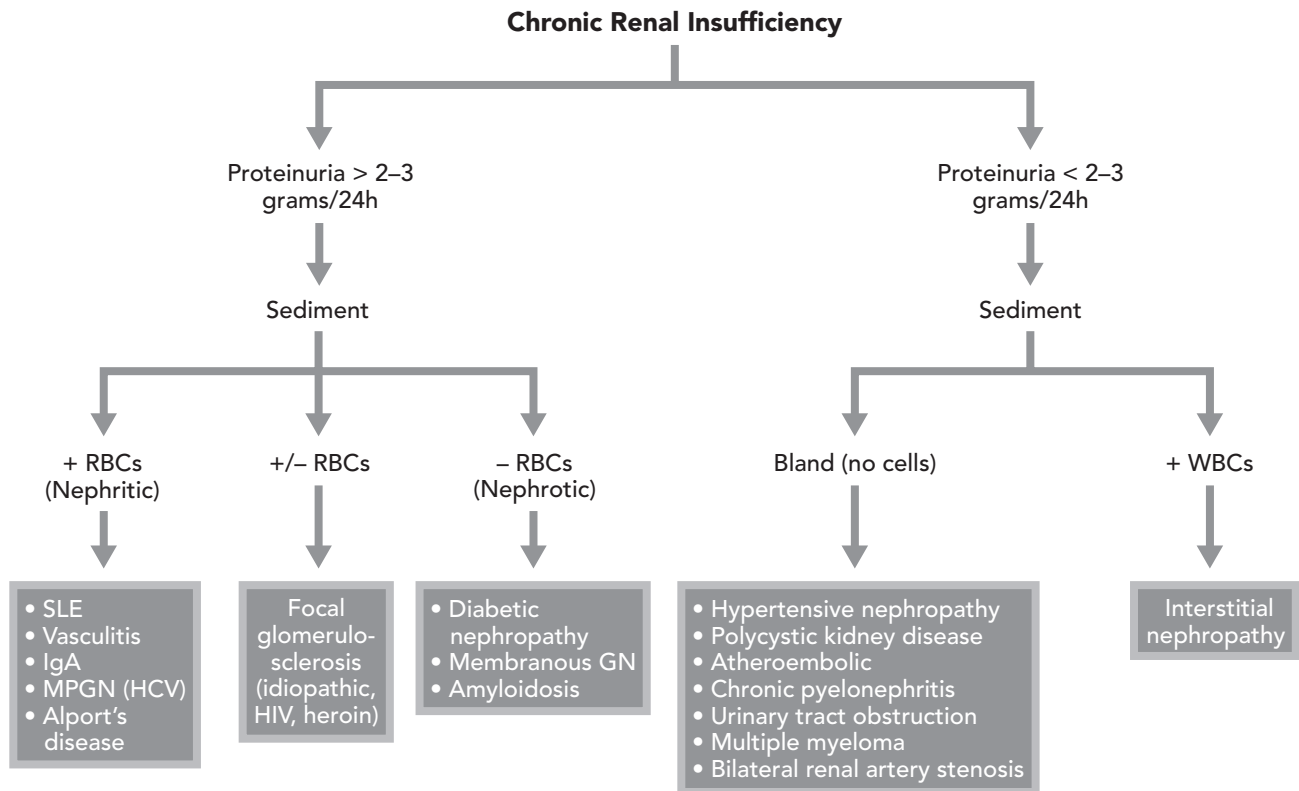 Chronic Renal Insufficiency
Proteinuria > 2–3
grams/24h
Proteinuria < 2–3
grams/24h
Sediment
Sediment
+ RBCs
(Nephritic)
+/– RBCs
– RBCs
(Nephrotic)
Bland (no cells)
+ WBCs
• SLE
• Vasculitis
• IgA
• MPGN (HCV)
• Alport’s
disease
Focal
glomerulo-
sclerosis
(idiopathic,
HIV, heroin)
• Diabetic
nephropathy
• Membranous GN
• Amyloidosis
• Hypertensive nephropathy
• Polycystic kidney disease
• Atheroembolic
• Chronic pyelonephritis
• Urinary tract obstruction
• Multiple myeloma
• Bilateral renal artery stenosis
Interstitial
nephropathy